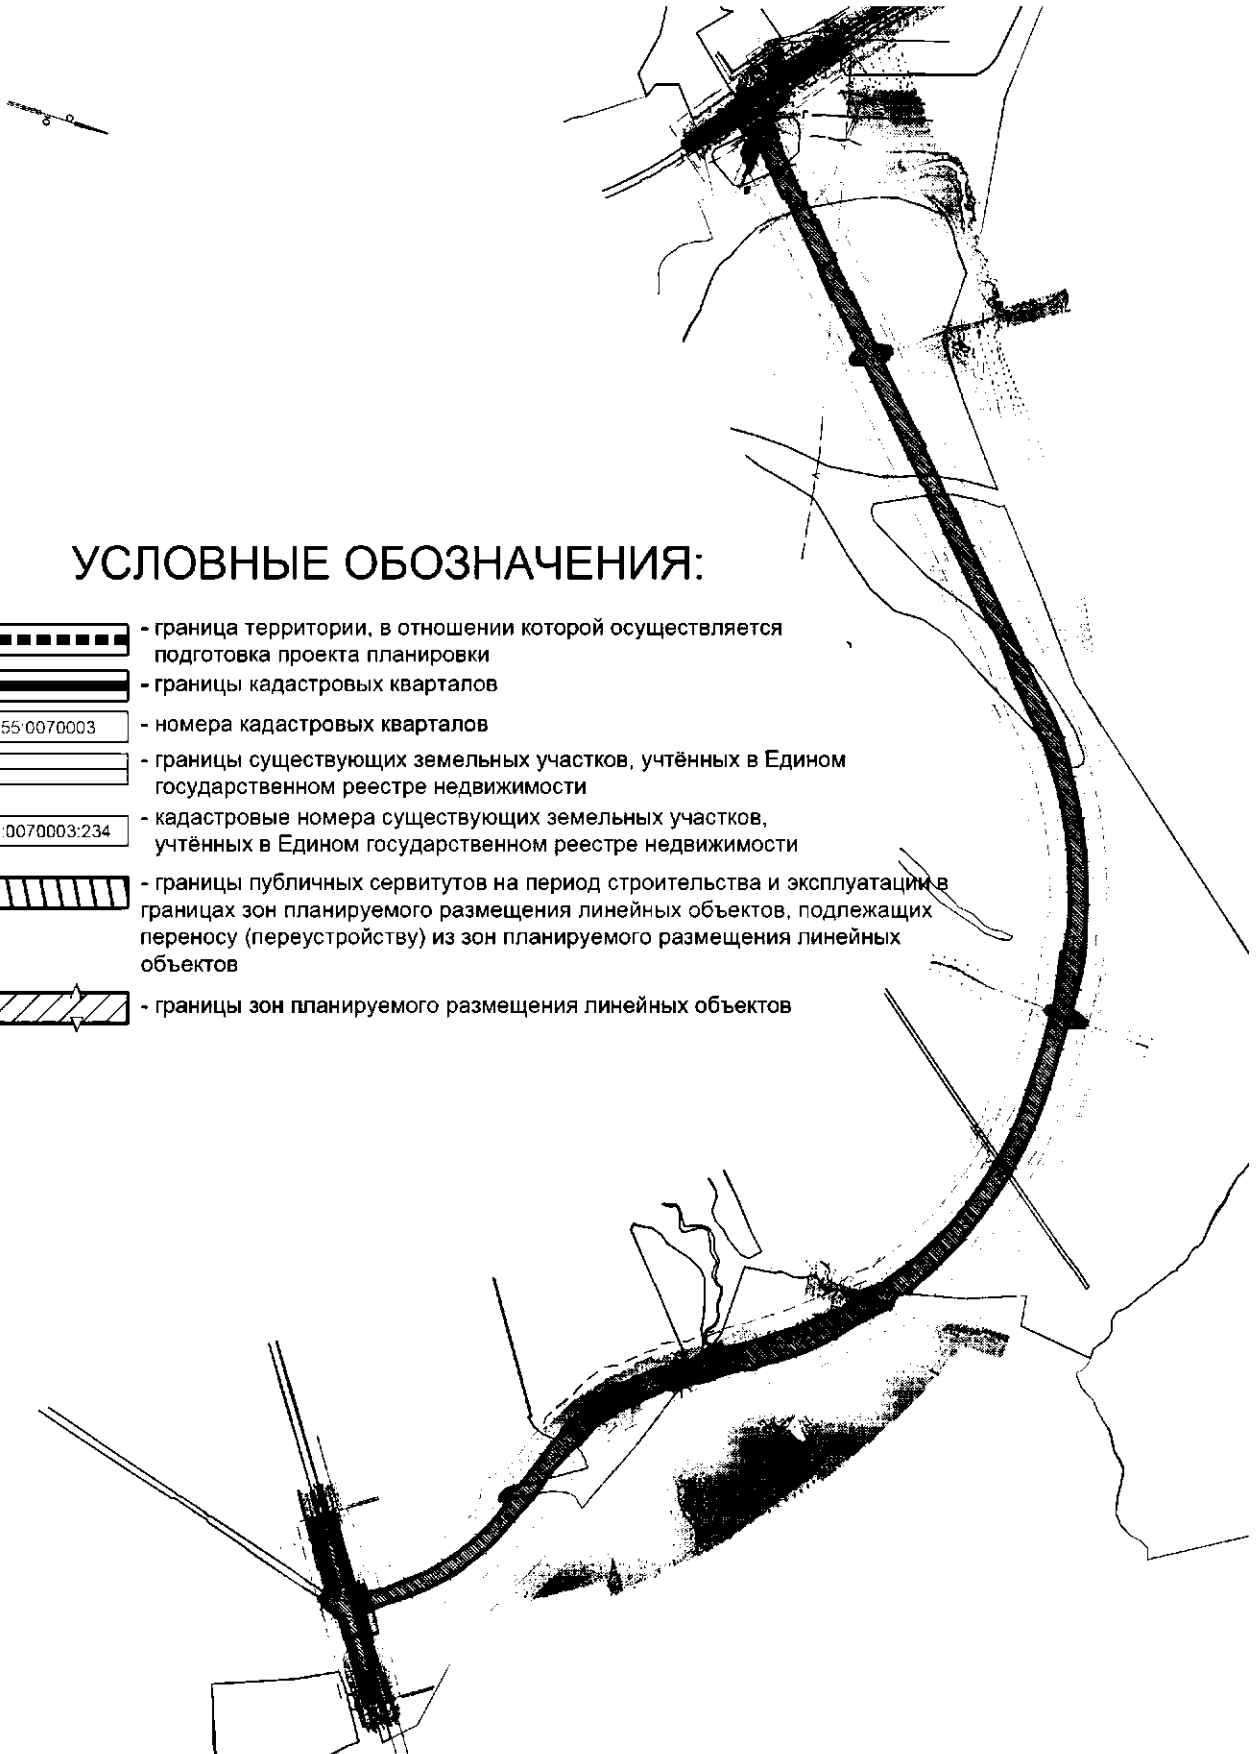 УСЛОВНЫЕ ОБОЗНАЧЕНИЯ:
- граница территории, в отношении которой осуществляется
подготовка проекта планировки
- границы кадастровых кварталов
55:0070003
- номера кадастровых кварталов
- границы существующих земельных участков, учтённых в Едином
государственном реестре недвижимости
:0070003:234
- кадастровые номера существующих земельных участков,
учтённых в Едином государственном реестре недвижимости
- границы публичных сервитутов на период строительства и эксплуатации в
границах зон планируемого размещения линейных объектов, подлежащих
переносу (переустройству) из зон планируемого размещения линейных
объектов
- границы зон планируемого размещения линейных объектов